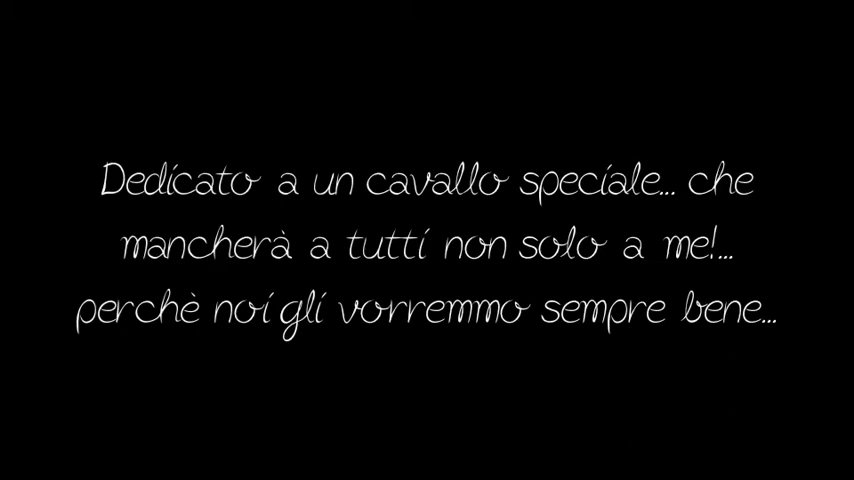 Dedicato a un cavallo speciale... che
mancherà a tutti non solo a me!...
perchè noi gli vorremmo sempre bene...